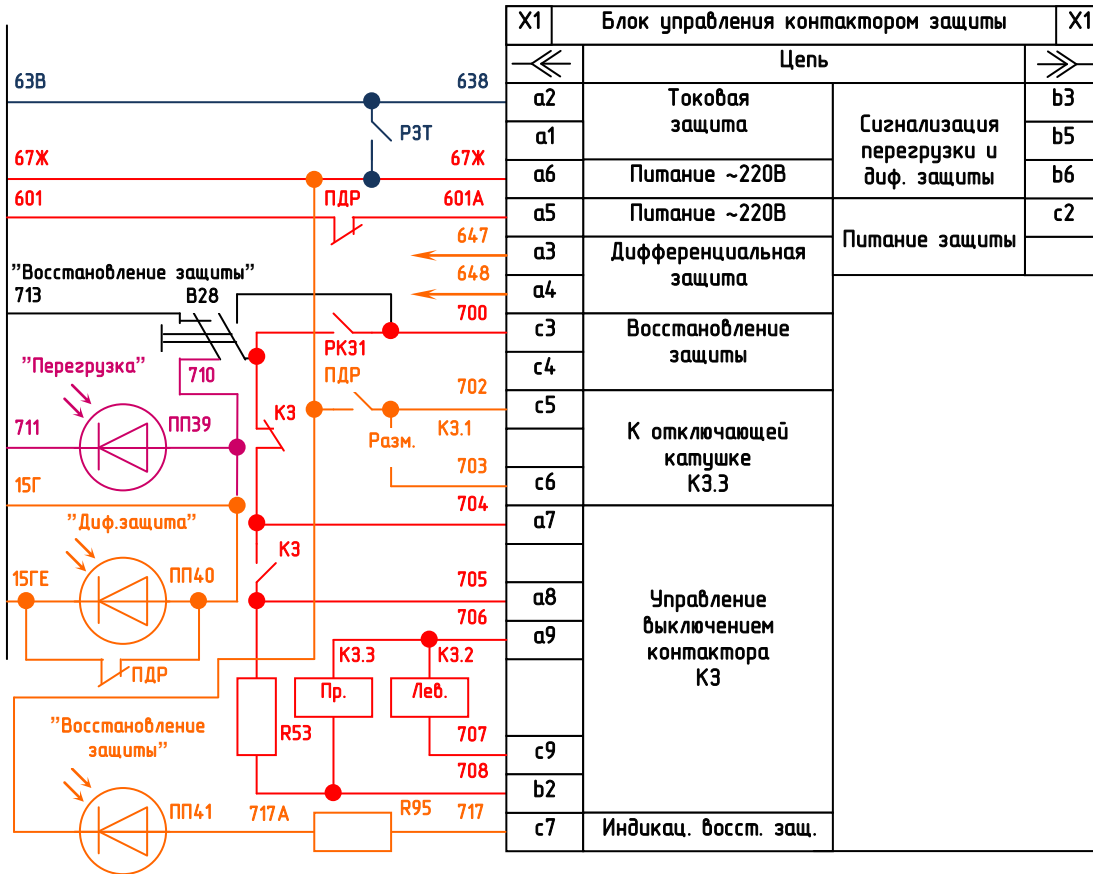 X1 Блок управления контактором защиты X1
Цепь
63В 638 a2 Токовая защита b3
РЗТ a1 Сигнализация перегрузки и диф. защиты b5
67Ж 67Ж a6 Питание ~220В b6
601 ПДР 601А a5 Питание ~220В c2
647 a3 Дифференциальная защита Питание защиты
648 a4
"Восстановление защиты"
713 В28 700 c3 Восстановление защиты
РКЗ1 c4
"Перегрузка" 710 ПДР 702 c5 К отключающей катушке КЗ.3
711 ПП39 КЗ Разм. КЗ.1
703 c6
15Г 704 a7 Управление выключением контактора КЗ
"Диф.защита" КЗ
15ГЕ ПП40 705 a8
706 a9
ПДР КЗ.3 КЗ.2
Пр. Лев.
"Восстановление защиты" R53 707 c9
708 b2
ПП41 717А R95 717 c7 Индикац. восст. защ.